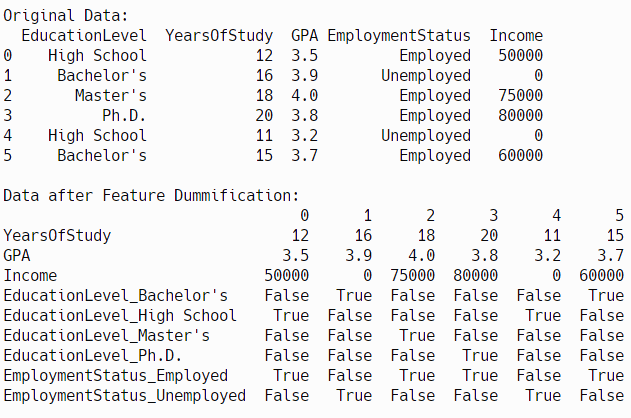 Original Data:
  EducationLevel  YearsOfStudy  GPA EmploymentStatus  Income
0    High School            12  3.5         Employed   50000
1     Bachelor's            16  3.9       Unemployed       0
2       Master's            18  4.0         Employed   75000
3          Ph.D.            20  3.8         Employed   80000
4    High School            11  3.2       Unemployed       0
5     Bachelor's            15  3.7         Employed   60000

Data after Feature Dummification:
                                 0      1      2      3      4      5
YearsOfStudy                    12     16     18     20     11     15
GPA                            3.5    3.9    4.0    3.8    3.2    3.7
Income                       50000      0  75000  80000      0  60000
EducationLevel_Bachelor's    False   True  False  False  False   True
EducationLevel_High School    True  False  False  False   True  False
EducationLevel_Master's      False  False   True  False  False  False
EducationLevel_Ph.D.         False  False  False   True  False  False
EmploymentStatus_Employed     True  False   True   True  False   True
EmploymentStatus_Unemployed  False   True  False  False   True  False